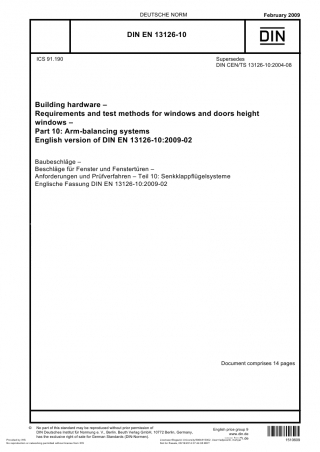 DEUTSCHE NORM
February 2009
DIN EN 13126-10
DIN
ICS 91.190
Supersedes
DIN CEN/TS 13126-10:2004-08
Building hardware –
Requirements and test methods for windows and doors height
windows –
Part 10: Arm-balancing systems
English version of DIN EN 13126-10:2009-02
Baubeschläge –
Beschläge für Fenster und Fenstertüren –
Anforderungen und Prüfverfahren – Teil 10: Senkklappflügelsysteme
Englische Fassung DIN EN 13126-10:2009-02
Document comprises 14 pages
© No part of this standard may be reproduced without prior permission of
DIN Deutsches Institut für Normung e. V., Berlin. Beuth Verlag GmbH, 10772 Berlin, Germany,
has the exclusive right of sale for German Standards (DIN-Normen).
English price group 9
www.din.de